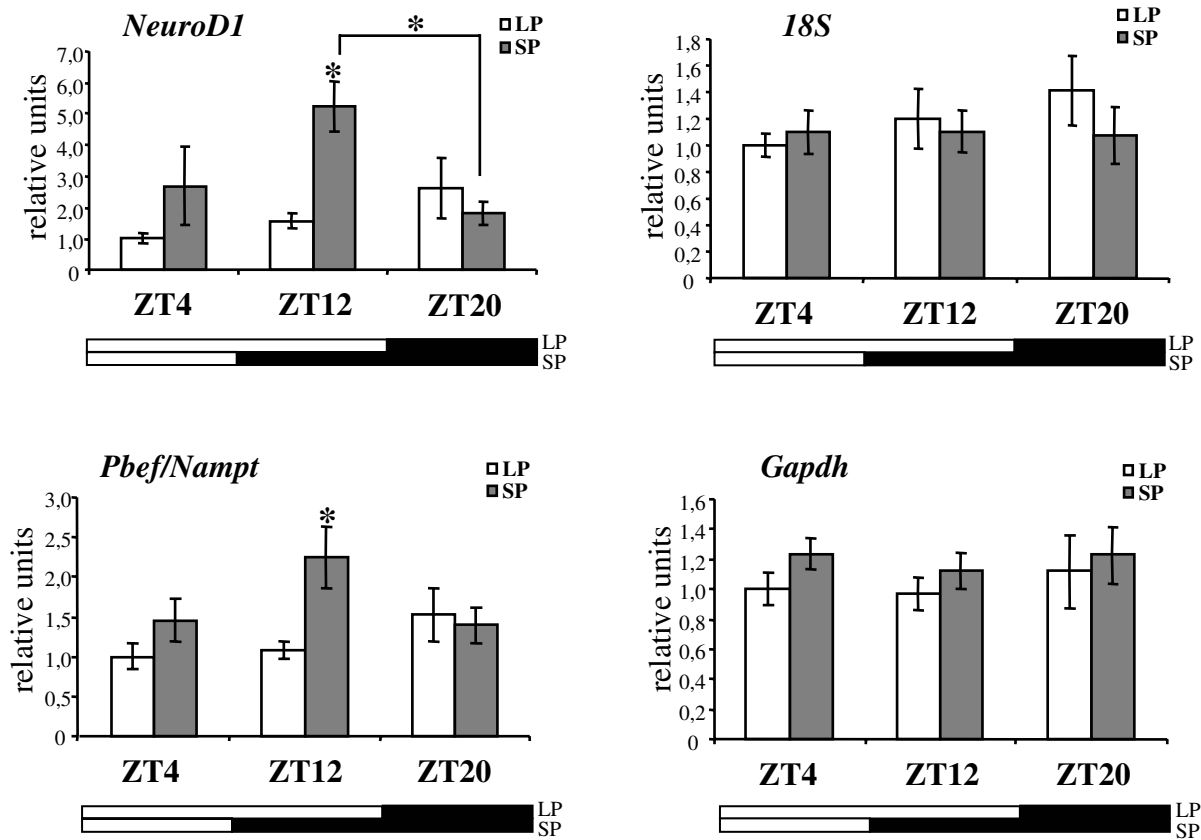 NeuroD1
LP
SP
*
*
relative units
7,0
6,0
5,0
4,0
3,0
2,0
1,0
0
ZT4 ZT12 ZT20
LP
SP
18S
LP
SP
relative units
1,8
1,6
1,4
1,2
1,0
0,8
0,6
0,4
0,2
0
ZT4 ZT12 ZT20
LP
SP
Pbef/Nampt
LP
SP
*
relative units
3,0
2,5
2,0
1,5
1,0
0,5
0
ZT4 ZT12 ZT20
LP
SP
Gapdh
LP
SP
relative units
1,6
1,4
1,2
1,0
0,8
0,6
0,4
0,2
0
ZT4 ZT12 ZT20
LP
SP